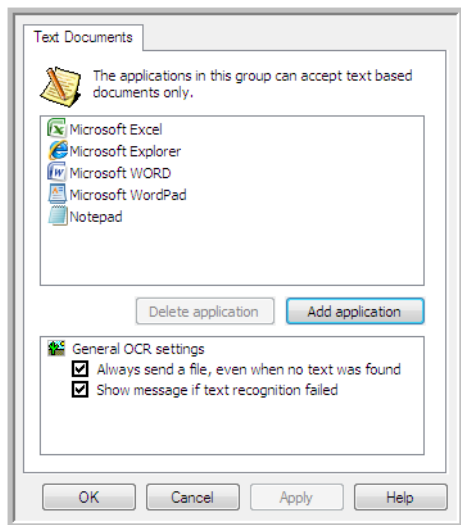 Text Documents
The applications in this group can accept text based
documents only.
Microsoft Excel
Microsoft Explorer
Microsoft WORD
Microsoft WordPad
Notepad
Delete application
Add application
General OCR settings
Always send a file, even when no text was found
Show message if text recognition failed
OK
Cancel
Apply
Help